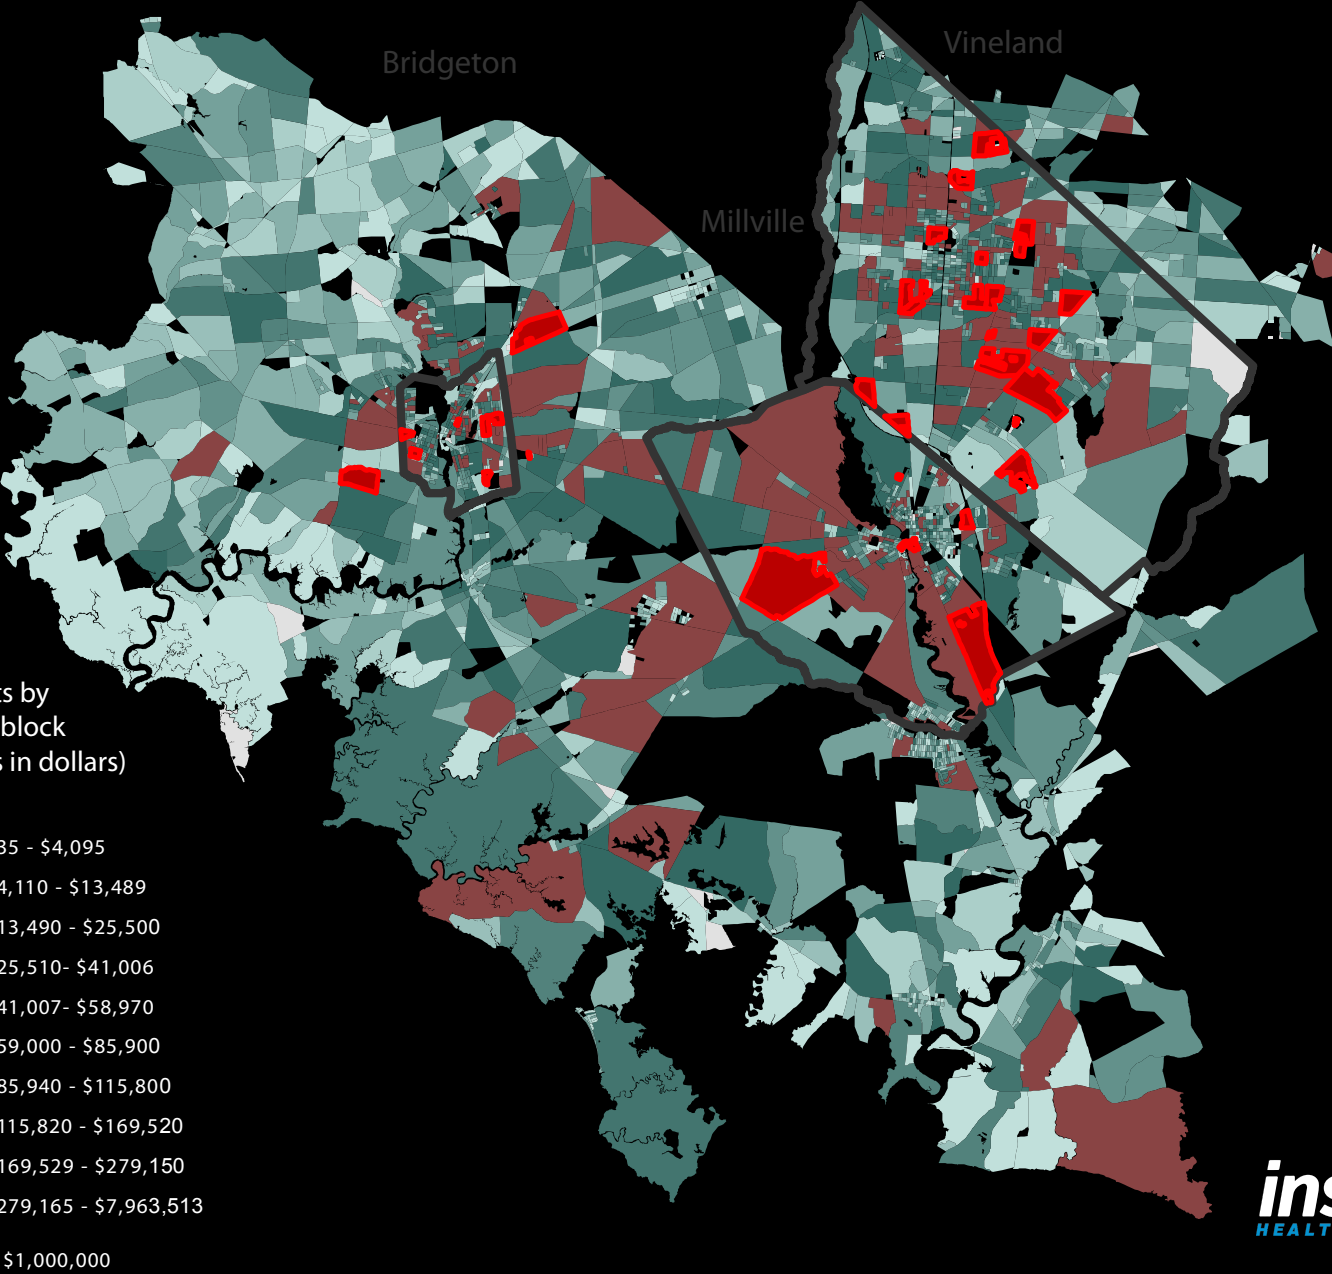 Vineland
Bridgeton
Millville
ts by
block
s in dollars)
35 - $4,095
4,110 - $13,489
13,490 - $25,500
25,510- $41,006
41,007- $58,970
59,000 - $85,900
85,940 - $115,800
115,820 - $169,520
169,529 - $279,150
279,165 - $7,963,513
$1,000,000
ins
HEALT